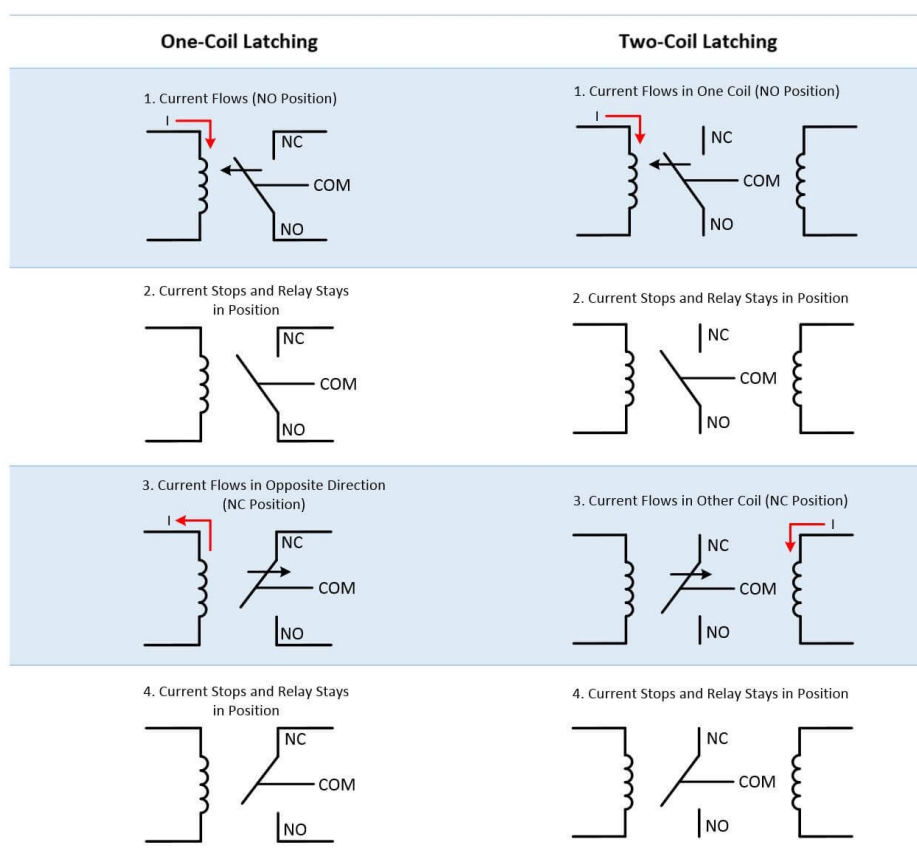 One-Coil Latching
Two-Coil Latching
1. Current Flows (NO Position)
I
NC
COM
NO
1. Current Flows in One Coil (NO Position)
I
NC
COM
NO
2. Current Stops and Relay Stays
in Position
NC
COM
NO
2. Current Stops and Relay Stays in Position
NC
COM
NO
3. Current Flows in Opposite Direction
(NC Position)
I
NC
COM
NO
3. Current Flows in Other Coil (NC Position)
I
NC
COM
NO
4. Current Stops and Relay Stays
in Position
NC
COM
NO
4. Current Stops and Relay Stays in Position
NC
COM
NO